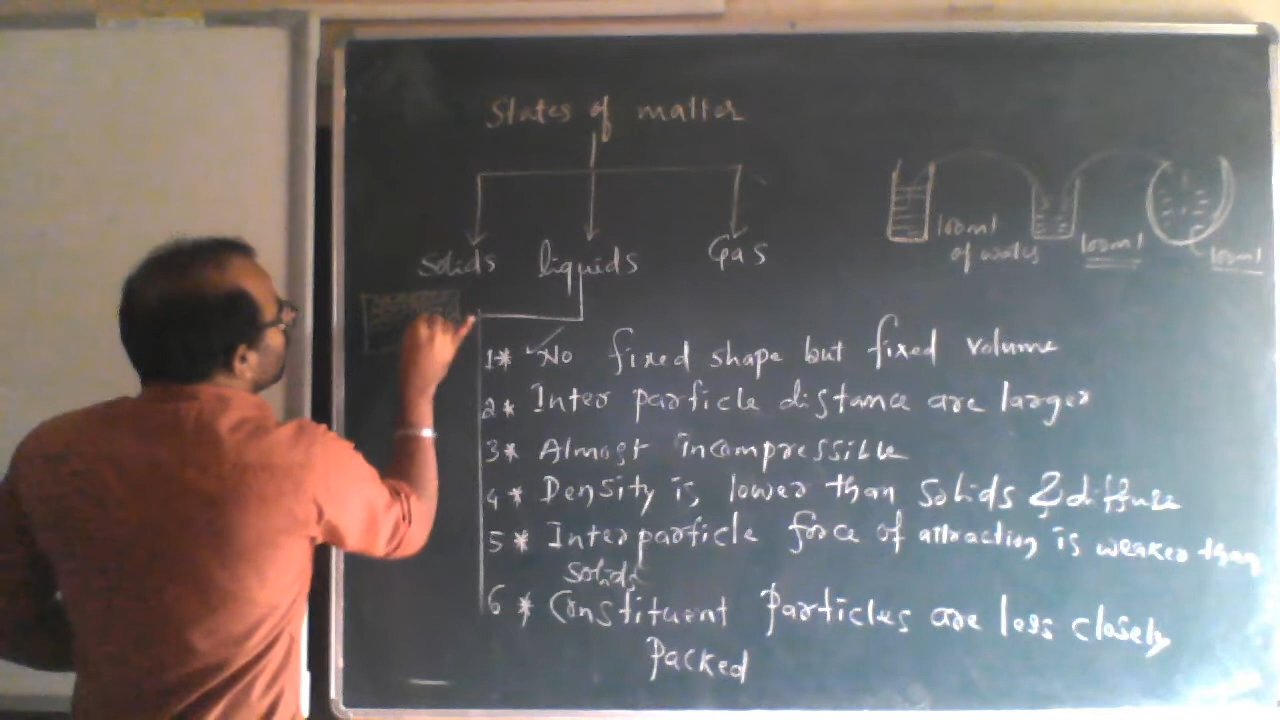 States of matter
Solids liquids Gas
100ml
of water
100ml
100ml
1* No fixed shape but fixed volume
2* Inter particle distance are larger
3* Almost incompressible
4* Density is lower than solids & diffuse
5* Interparticle force of attraction is weaker than
solids
6* Constituent Particles are less closely
Packed